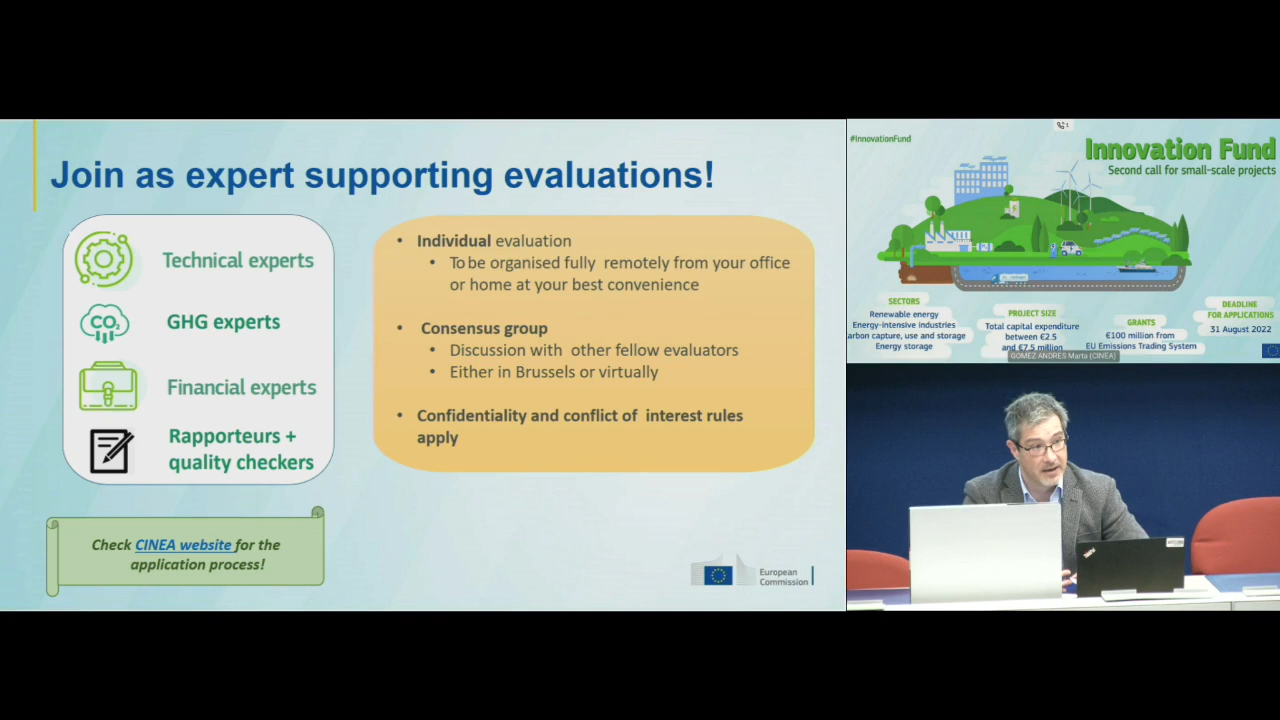 Join as expert supporting evaluations!
Technical experts
GHG experts
CO2
Financial experts
Rapporteurs +
quality checkers
• Individual evaluation
• To be organised fully remotely from your office
or home at your best convenience
• Consensus group
• Discussion with other fellow evaluators
• Either in Brussels or virtually
• Confidentiality and conflict of interest rules
apply
Check CINEA website for the
application process!
European
Commission
#InnovationFund
1
Innovation Fund
Second call for small-scale projects
SECTORS
Renewable energy
Energy-intensive industries
arbon capture, use and storage
Energy storage
PROJECT SIZE
Total capital expenditure
between €2.5
and €7.5 million
GRANTS
€100 million from
EU Emissions Trading System
DEADLINE
FOR APPLICATIONS
31 August 2022
GOMEZ ANDRES Marta (CINEA)